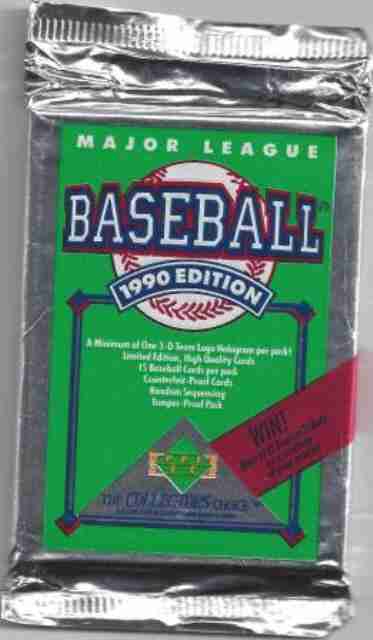 MAJOR LEAGUE
BASEBALL
1990 EDITION
A Minimum of One 3-D Team Logo Hologram per pack!
Limited Edition, High Quality Cards
15 Baseball Cards per pack
Counterfeit-Proof Cards
Random Sequencing
Tamper-Proof Pack
WIN!
THE COLLECTOR'S CHOICE